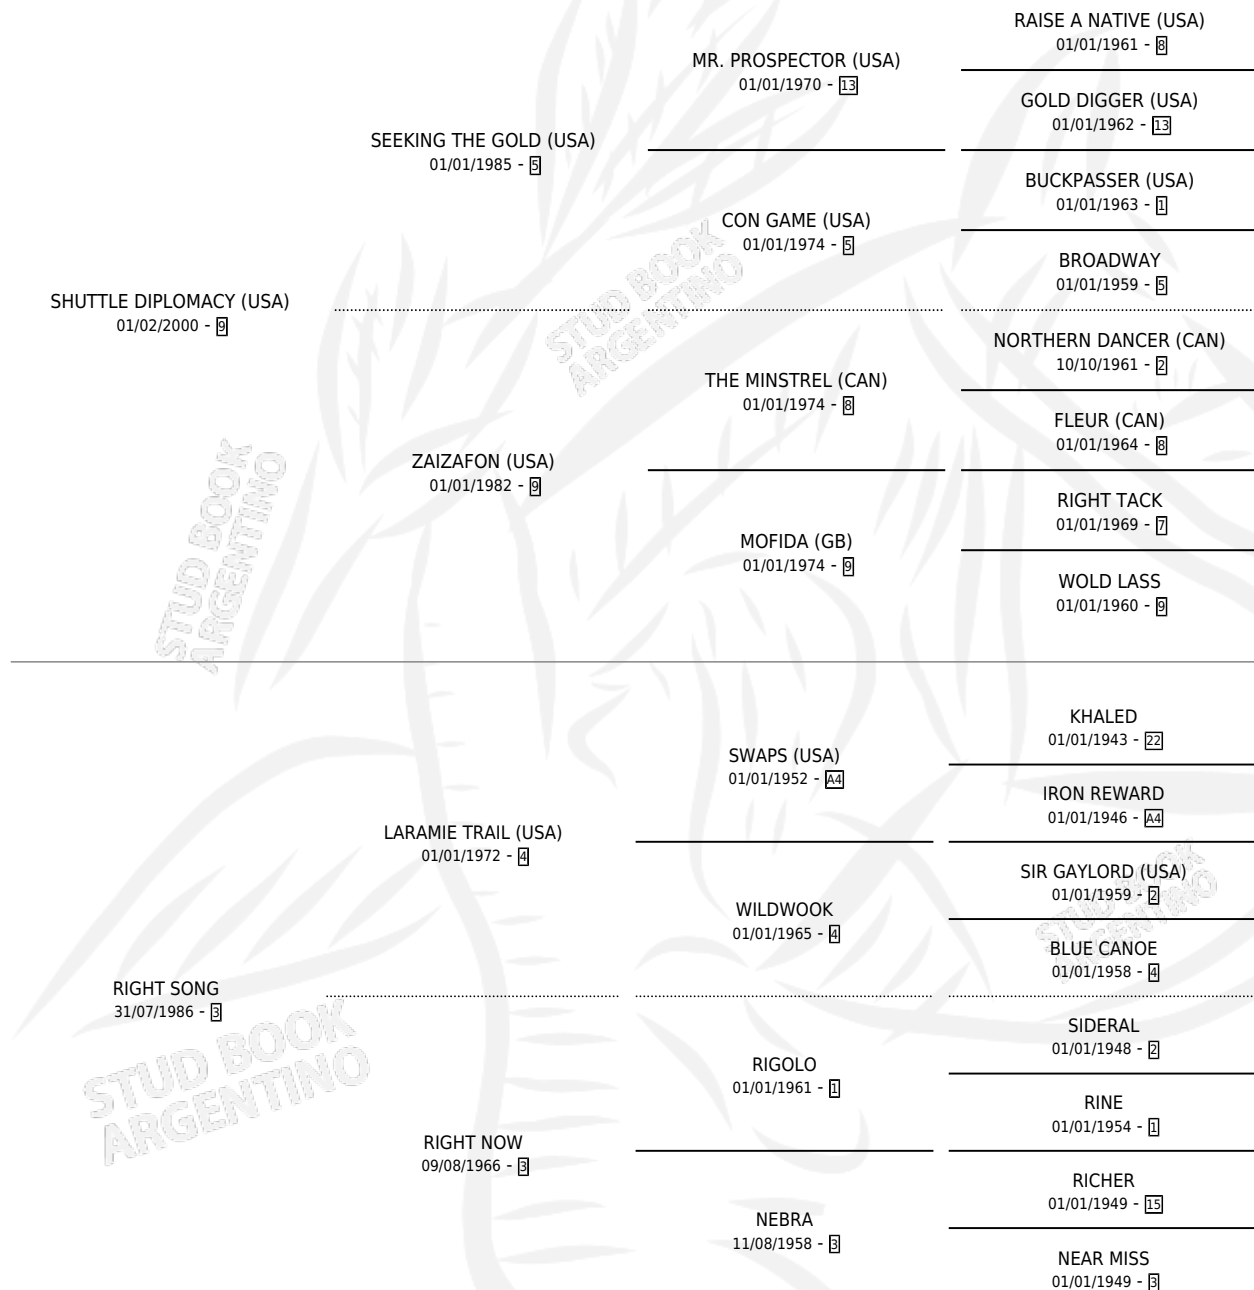 RAISE A NATIVE (USA)
01/01/1961 - 8
MR. PROSPECTOR (USA)
01/01/1970 - 13
GOLD DIGGER (USA)
01/01/1962 - 13
SEEKING THE GOLD (USA)
01/01/1985 - 5
BUCKPASSER (USA)
01/01/1963 - 1
CON GAME (USA)
01/01/1974 - 5
BROADWAY
01/01/1959 - 5
SHUTTLE DIPLOMACY (USA)
01/02/2000 - 9
NORTHERN DANCER (CAN)
10/10/1961 - 2
THE MINSTREL (CAN)
01/01/1974 - 8
FLEUR (CAN)
01/01/1964 - 8
ZAIZAFON (USA)
01/01/1982 - 9
RIGHT TACK
01/01/1969 - 7
MOFIDA (GB)
01/01/1974 - 9
WOLD LASS
01/01/1960 - 9
KHALED
01/01/1943 - 22
SWAPS (USA)
01/01/1952 - A4
IRON REWARD
01/01/1946 - A4
LARAMIE TRAIL (USA)
01/01/1972 - 4
SIR GAYLORD (USA)
01/01/1959 - 2
WILDWOOK
01/01/1965 - 4
BLUE CANOE
01/01/1958 - 4
RIGHT SONG
31/07/1986 - 3
SIDERAL
01/01/1948 - 2
RIGOLO
01/01/1961 - 1
RINE
01/01/1954 - 1
RIGHT NOW
09/08/1966 - 3
RICHER
01/01/1949 - 15
NEBRA
11/08/1958 - 3
NEAR MISS
01/01/1949 - 3
STUD BOOK
ARGENTINO
STUD BOOK
ARGENTINO
STUD BOOK
ARGENTINO
STUD BOOK
ARGENTINO